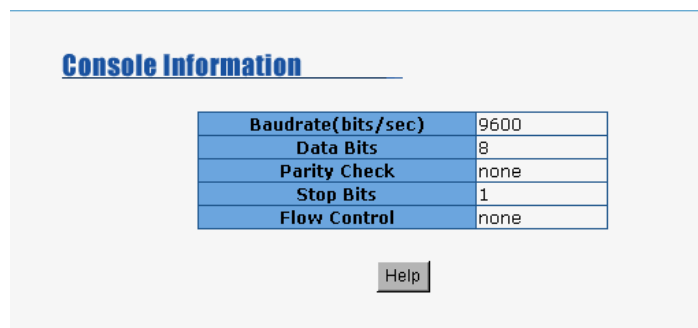 Console Information
Baudrate(bits/sec) 9600
Data Bits 8
Parity Check none
Stop Bits 1
Flow Control none
Help